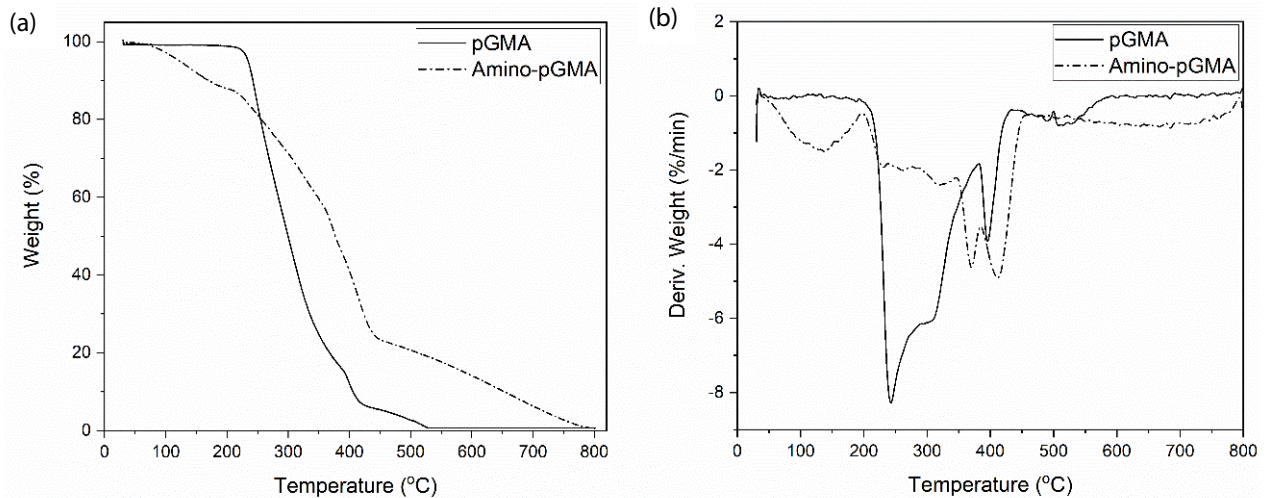 (a)
100
80
60
40
20
0
Weight (%)
0 100 200 300 400 500 600 700 800
Temperature (°C)
pGMA
Amino-pGMA
(b)
2
0
-2
-4
-6
-8
Deriv. Weight (%/min)
0 100 200 300 400 500 600 700 800
Temperature (°C)
pGMA
Amino-pGMA